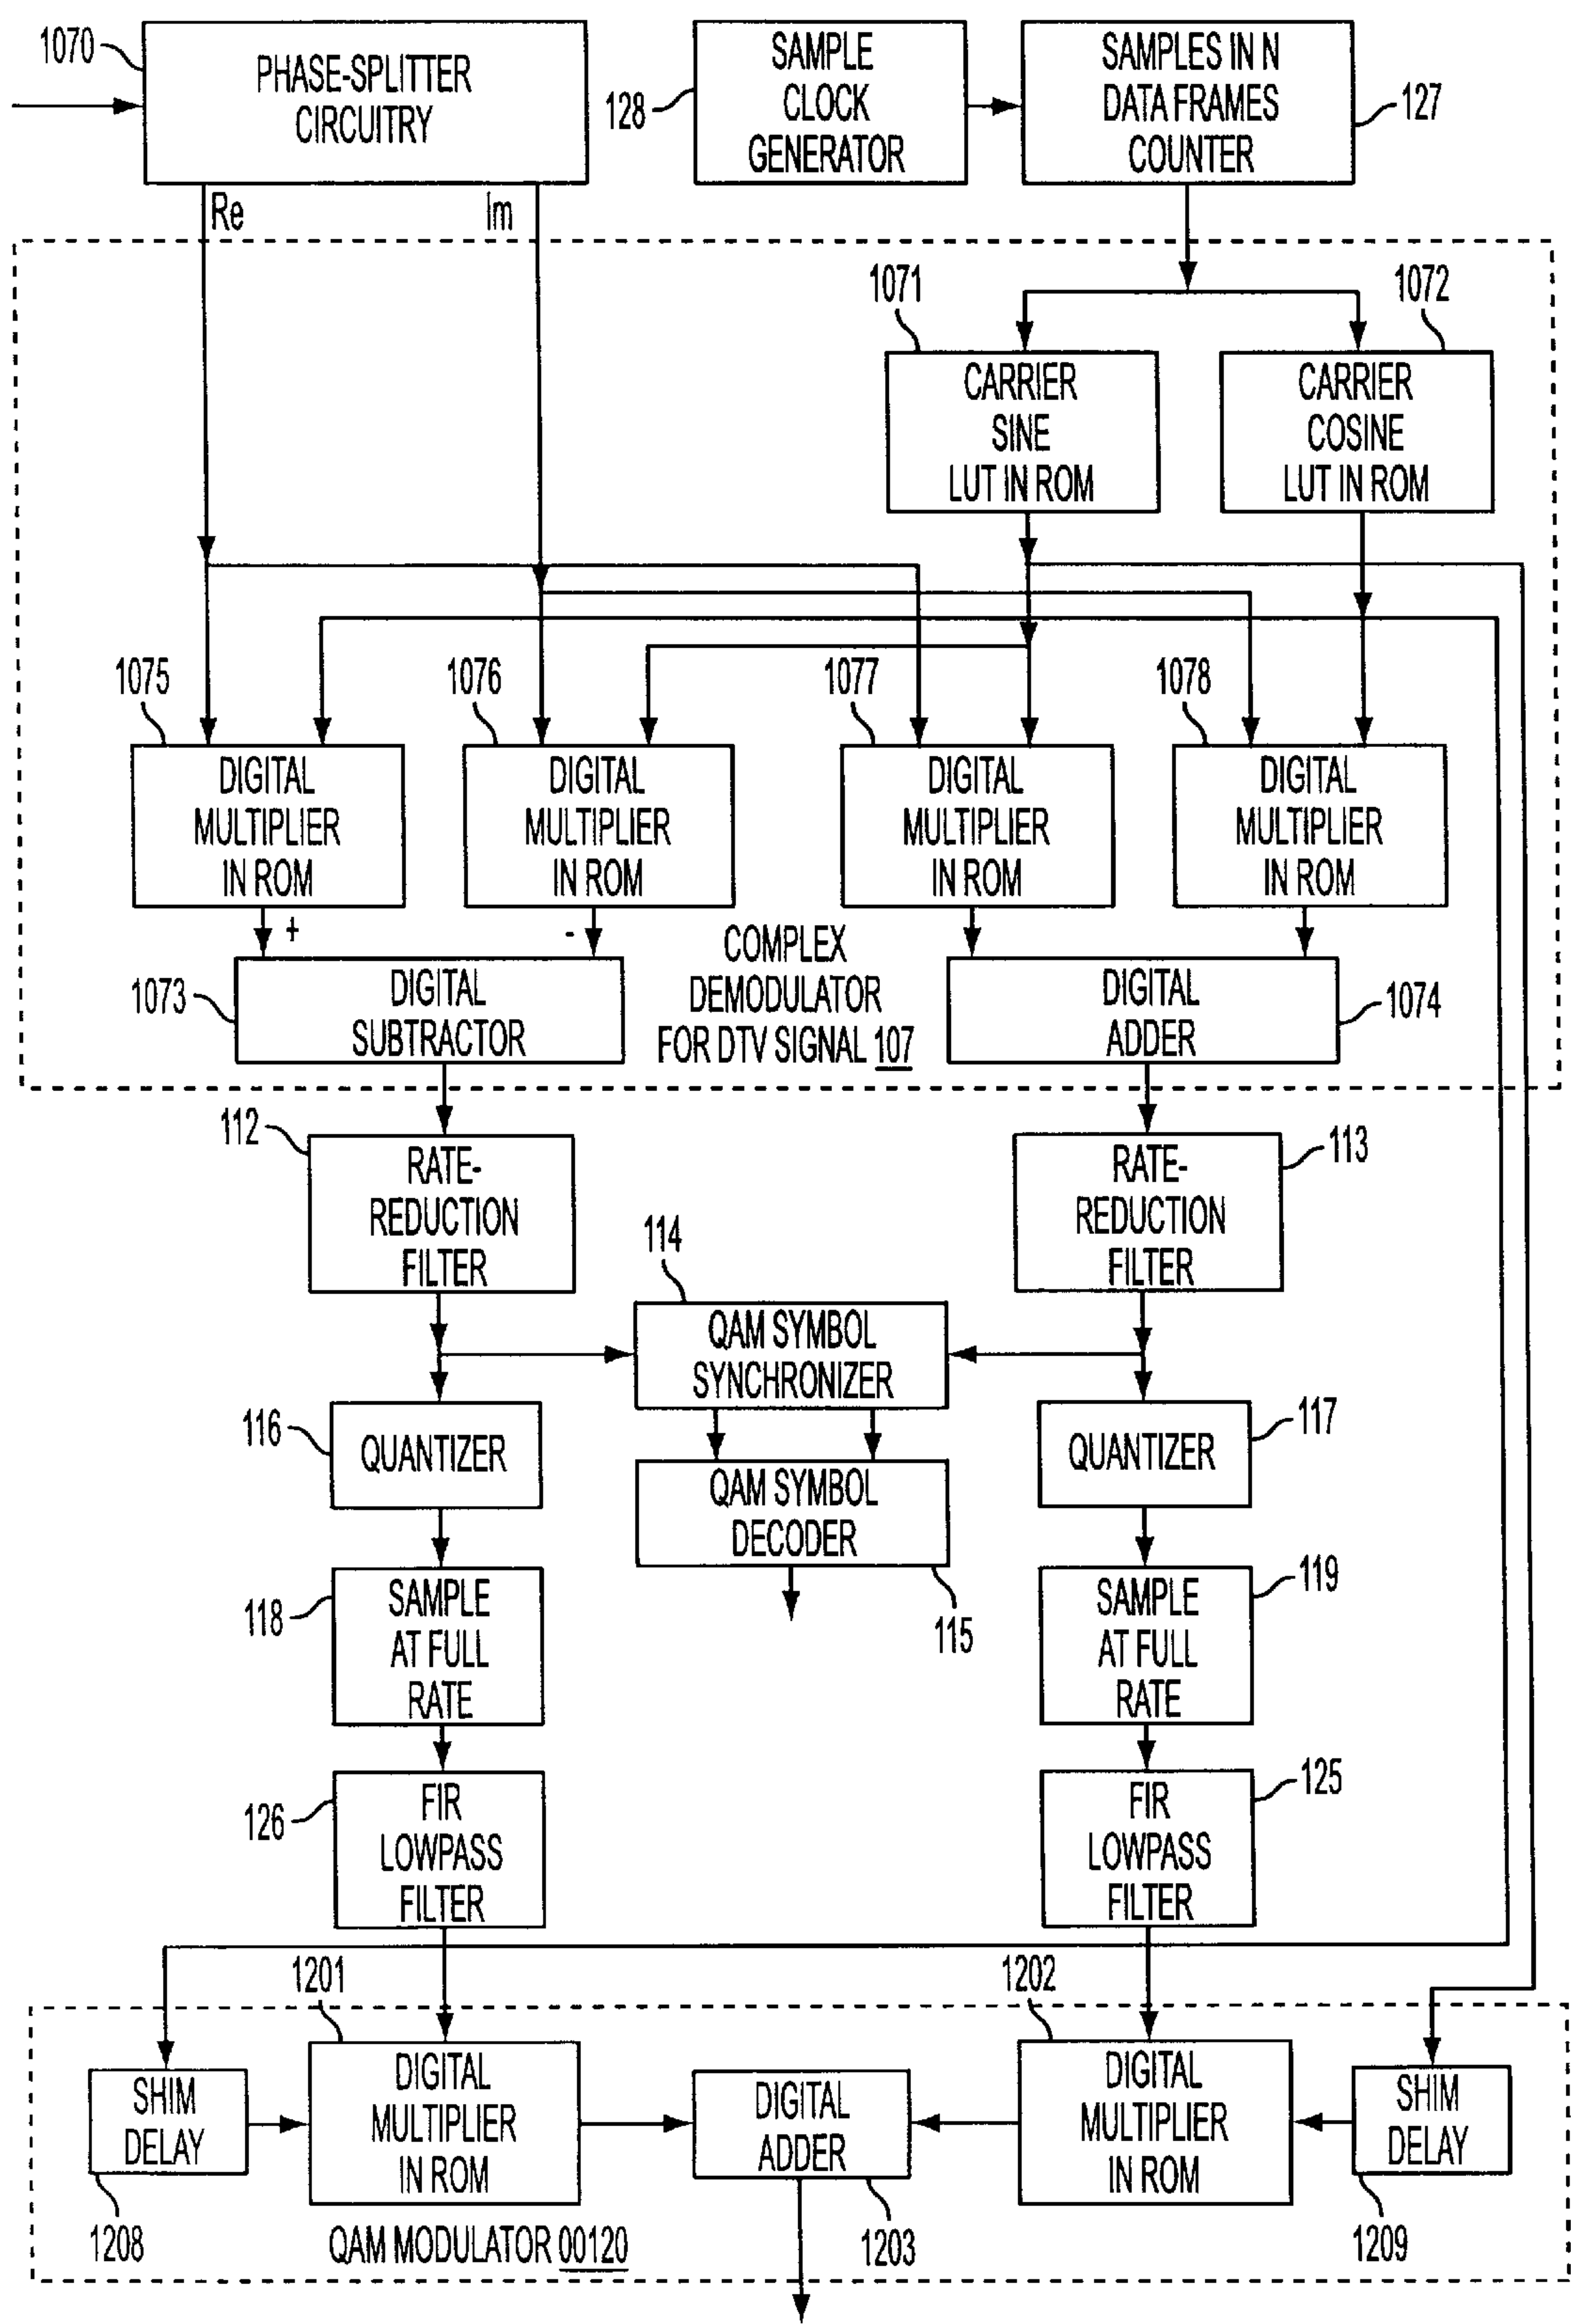 1070
PHASE-SPLITTER
CIRCUITRY
128
SAMPLE
CLOCK
GENERATOR
SAMPLES IN N
DATA FRAMES
COUNTER
127
Re
Im
1071
1072
CARRIER
SINE
LUT IN ROM
CARRIER
COSINE
LUT IN ROM
1075
1076
1077
1078
DIGITAL
MULTIPLIER
IN ROM
DIGITAL
MULTIPLIER
IN ROM
DIGITAL
MULTIPLIER
IN ROM
DIGITAL
MULTIPLIER
IN ROM
+
-
1073
DIGITAL
SUBTRACTOR
COMPLEX
DEMODULATOR
FOR DTV SIGNAL 107
DIGITAL
ADDER
1074
112
RATE-
REDUCTION
FILTER
113
RATE-
REDUCTION
FILTER
114
QAM SYMBOL
SYNCHRONIZER
116
QUANTIZER
117
QUANTIZER
QAM SYMBOL
DECODER
115
118
SAMPLE
AT FULL
RATE
119
SAMPLE
AT FULL
RATE
126
FIR
LOWPASS
FILTER
125
FIR
LOWPASS
FILTER
1201
1202
SHIM
DELAY
DIGITAL
MULTIPLIER
IN ROM
DIGITAL
ADDER
DIGITAL
MULTIPLIER
IN ROM
SHIM
DELAY
1208
QAM MODULATOR 00120
1203
1209